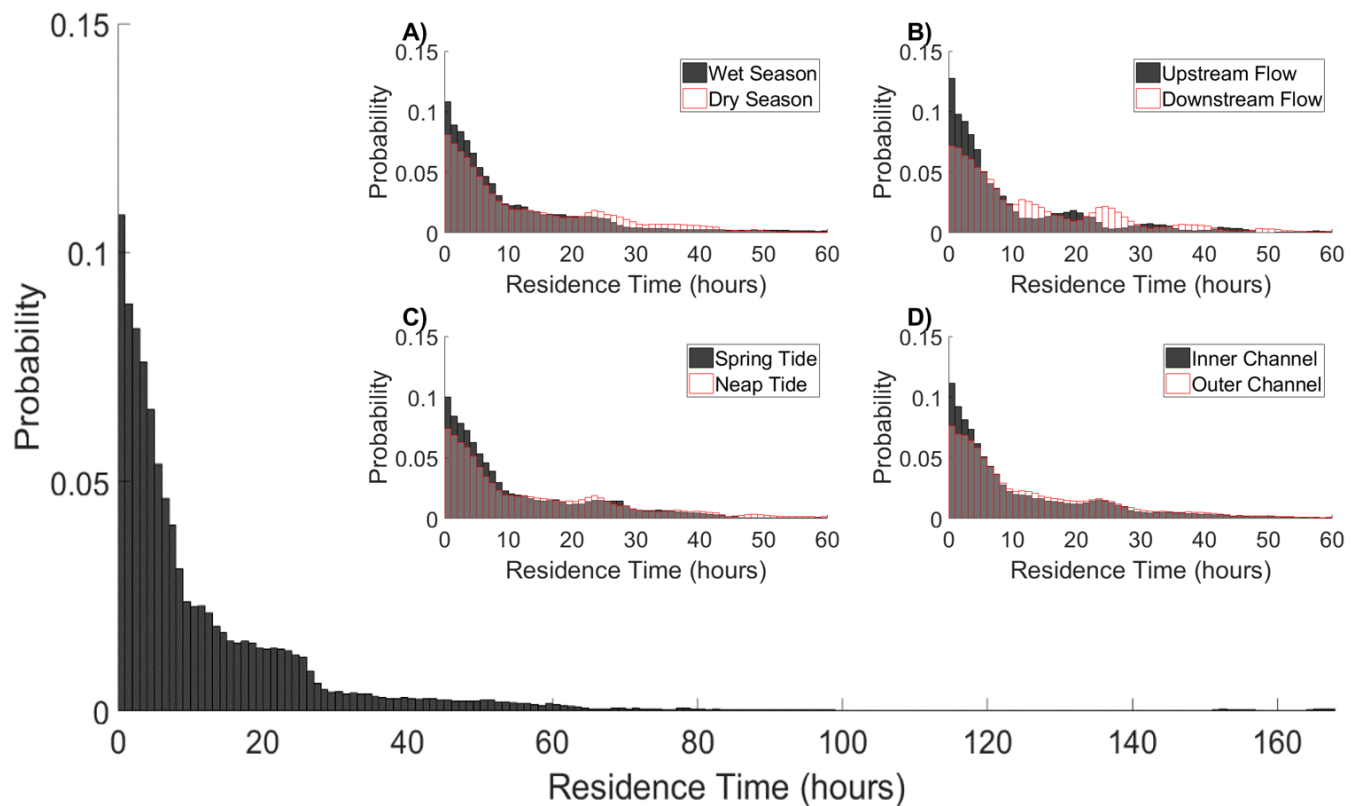 0.15
0.1
0.05
0
Probability
0 20 40 60 80 100 120 140 160
Residence Time (hours)
A)
0.15
0.1
0.05
0
Probability
Wet Season
Dry Season
0 10 20 30 40 50 60
Residence Time (hours)
B)
0.15
0.1
0.05
0
Probability
Upstream Flow
Downstream Flow
0 10 20 30 40 50 60
Residence Time (hours)
C)
0.15
0.1
0.05
0
Probability
Spring Tide
Neap Tide
0 10 20 30 40 50 60
Residence Time (hours)
D)
0.15
0.1
0.05
0
Probability
Inner Channel
Outer Channel
0 10 20 30 40 50 60
Residence Time (hours)